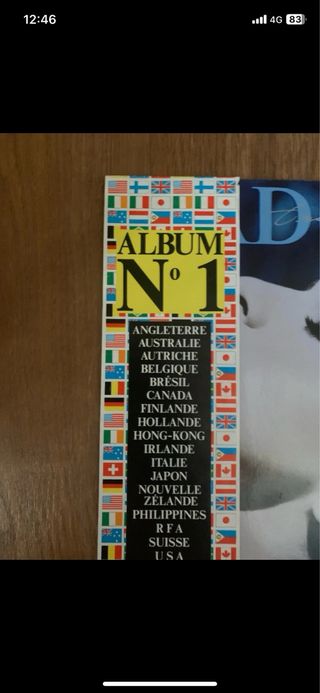 12:46
4G 83
ALBUM
N° 1
ANGLETERRE
AUSTRALIE
AUTRICHE
BELGIQUE
BRÉSIL
CANADA
FINLANDE
HOLLANDE
HONG-KONG
IRLANDE
ITALIE
JAPON
NOUVELLE
ZÉLANDE
PHILIPPINES
R F A
SUISSE
U S A